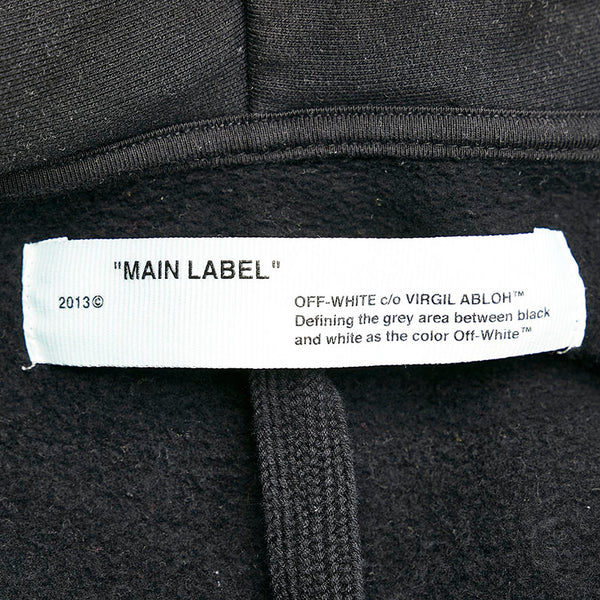 "MAIN LABEL"
2013©
OFF-WHITE c/o VIRGIL ABLOH™
Defining the grey area between black
and white as the color Off-White™